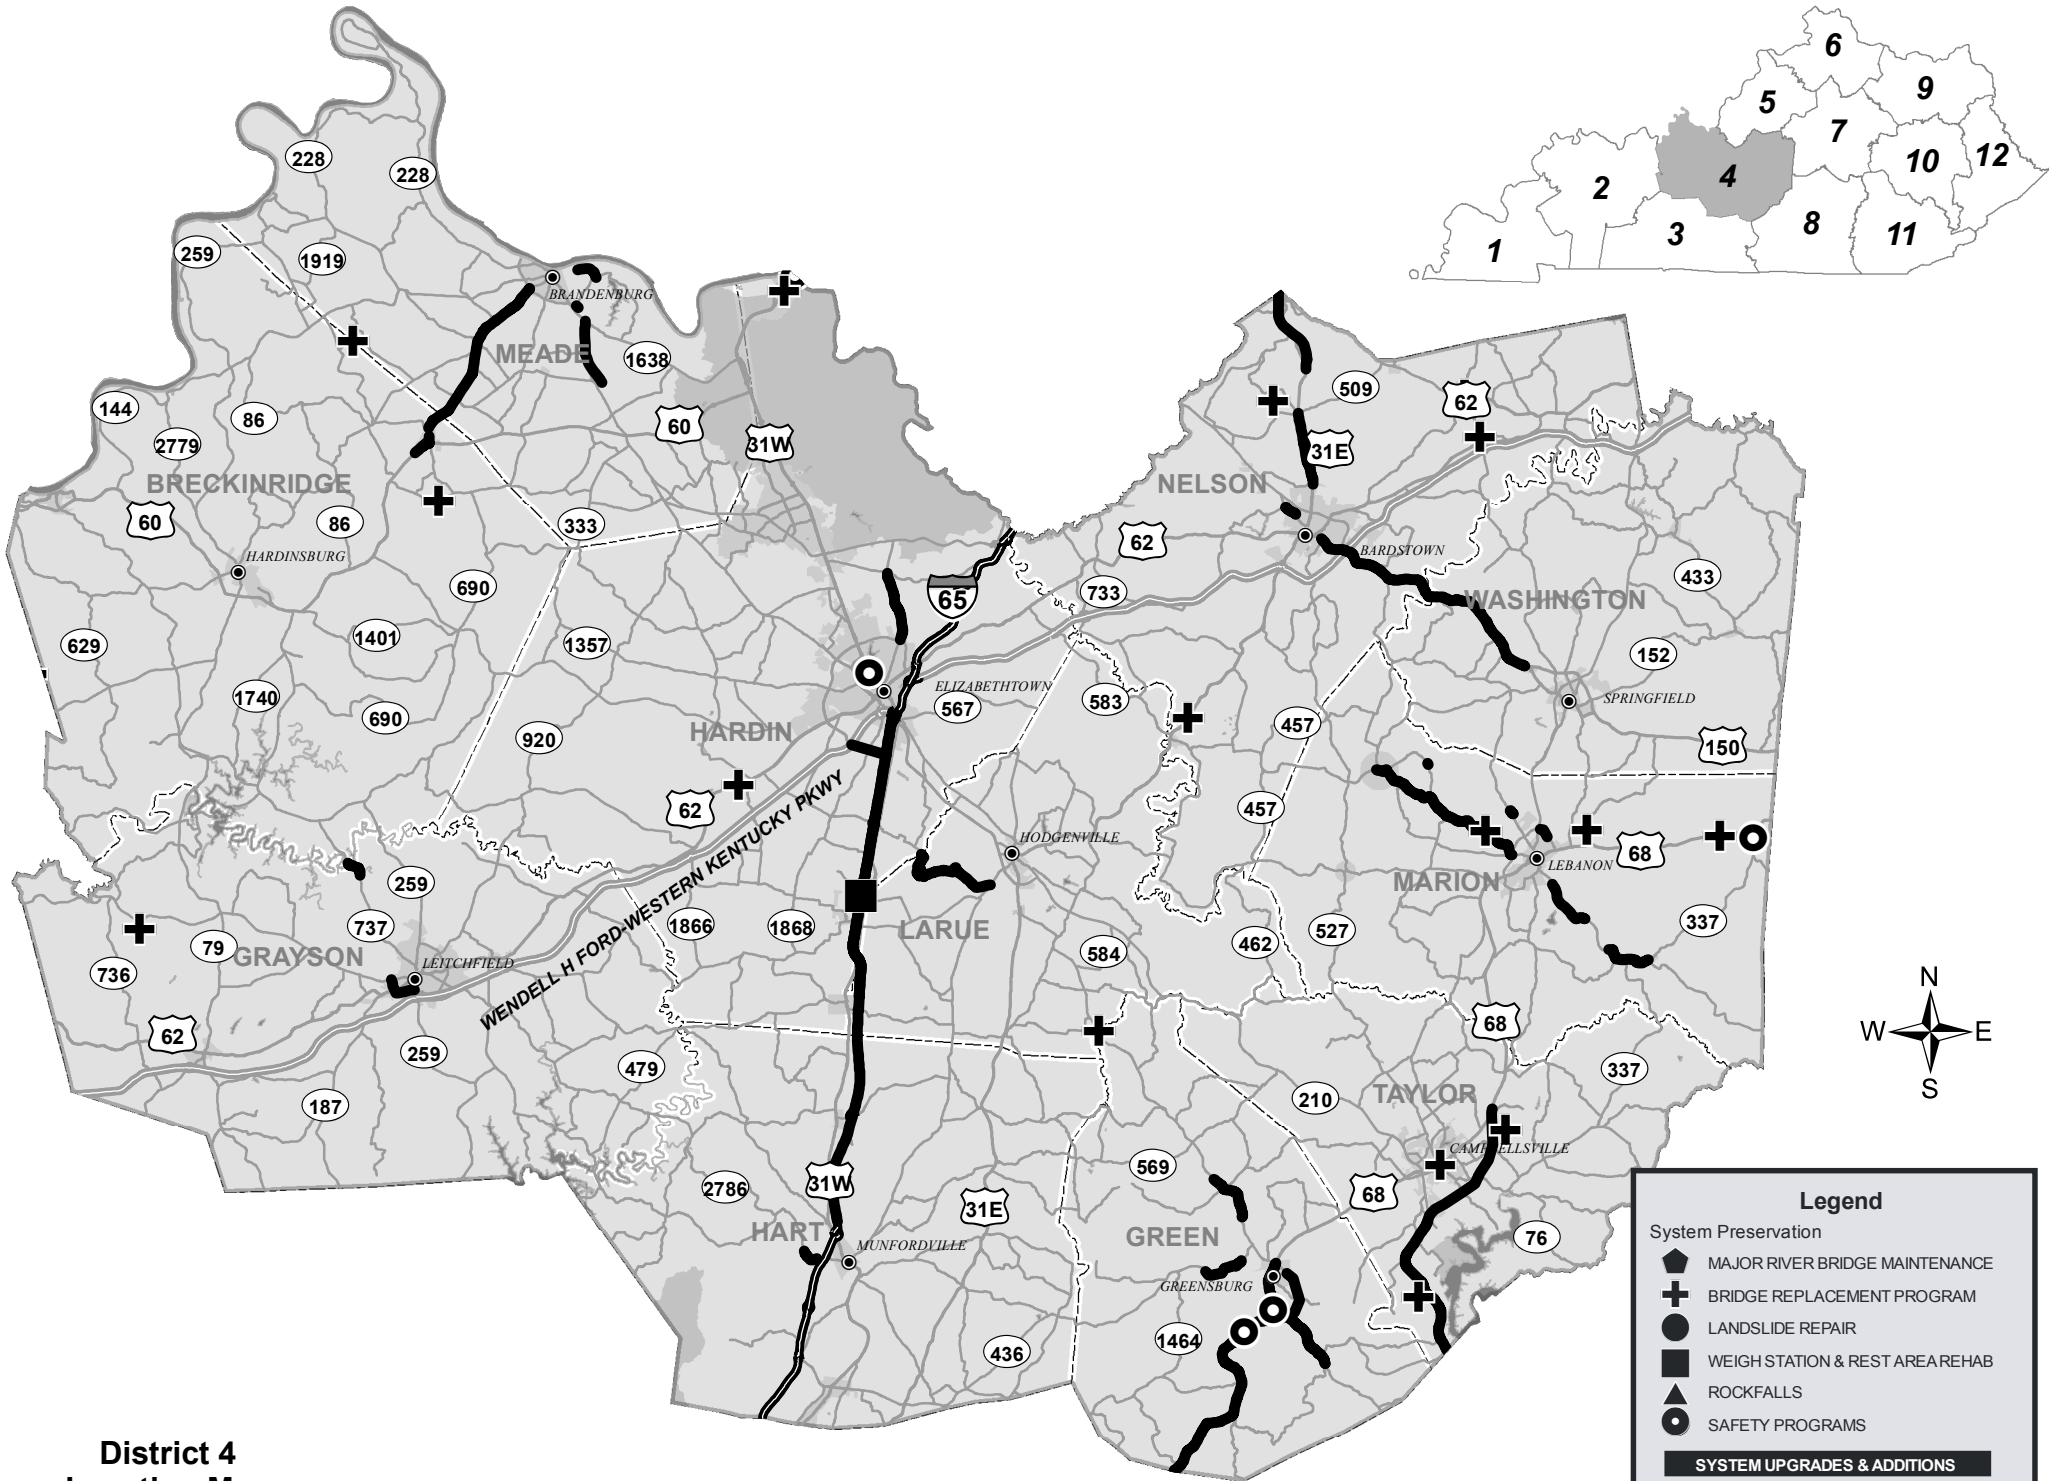 6
9
5
7
10
12
4
2
8
3
11
1
228
228
259
1919
BRANDENBURG
MEADE
1638
144
86
2779
60
31W
509
62
31E
BRECKINRIDGE
NELSON
60
86
333
62
BARDSTOWN
HARDINSBURG
690
65
733
WASHINGTON
433
629
1401
1357
152
1740
690
ELIZABETHTOWN
567
583
SPRINGFIELD
HARDIN
920
457
150
62
WENDELL H FORD-WESTERN KENTUCKY PKWY
457
HODGENVILLE
68
LEBANON
259
MARION
737
1866
1868
LARUE
527
337
79
GRAYSON
LEITCHFIELD
584
462
736
62
259
68
N
W E
S
479
337
187
210
TAYLOR
CAMPBELLSVILLE
569
2786
31W
68
31E
HART
MUNFORDVILLE
GREEN
76
GREENSBURG
436
1464
Legend
System Preservation
MAJOR RIVER BRIDGE MAINTENANCE
BRIDGE REPLACEMENT PROGRAM
LANDSLIDE REPAIR
WEIGH STATION & REST AREA REHAB
ROCKFALLS
SAFETY PROGRAMS
SYSTEM UPGRADES & ADDITIONS
District 4